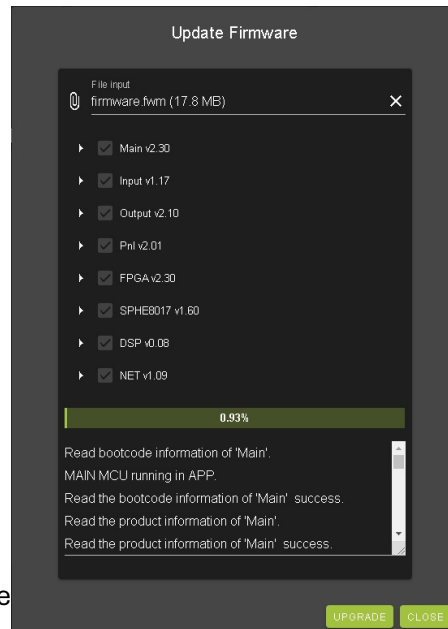 Update Firmware
File input
firmware.fwm (17.8 MB)
Main v2.30
Input v1.17
Output v2.10
Pnl v2.01
FPGA v2.30
SPHE8017 v1.60
DSP v0.08
NET v1.09
0.93%
Read bootcode information of 'Main'.
MAIN MCU running in APP.
Read the bootcode information of 'Main' success.
Read the product information of 'Main'.
Read the product information of 'Main' success.
e
UPGRADE CLOSE